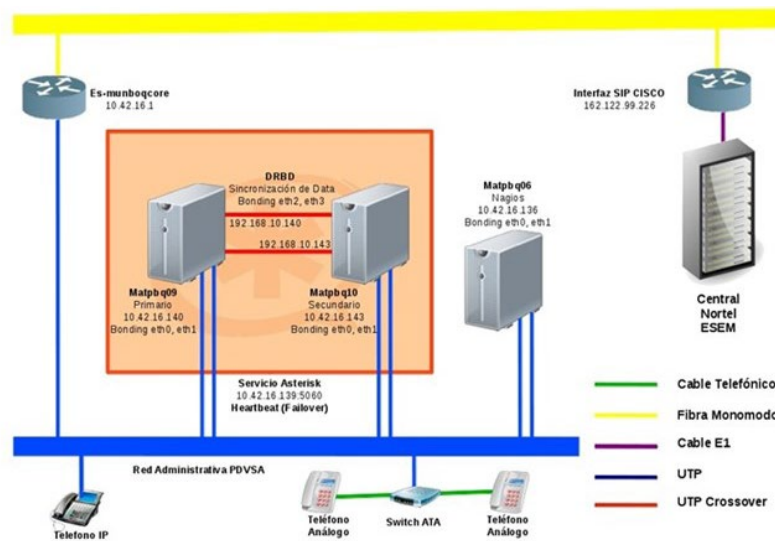 Es-munboqcore
10.42.16.1
Interfaz SIP CISCO
162.122.99.226
DRBD
Sincronización de Data
Bonding eth2, eth3
192.168.10.140
192.168.10.143
Matpbq09
Primario
10.42.16.140
Bonding eth0, eth1
Matpbq10
Secundario
10.42.16.143
Bonding eth0, eth1
Matpbq06
Nagios
10.42.16.136
Bonding eth0, eth1
Central
Nortel
ESEM
Servicio Asterisk
10.42.16.139:5060
Heartbeat (Failover)
Cable Telefónico
Fibra Monomodo
Cable E1
UTP
UTP Crossover
Red Administrativa PDVSA
Telefono IP
Teléfono
Análogo
Switch ATA
Teléfono
Análogo